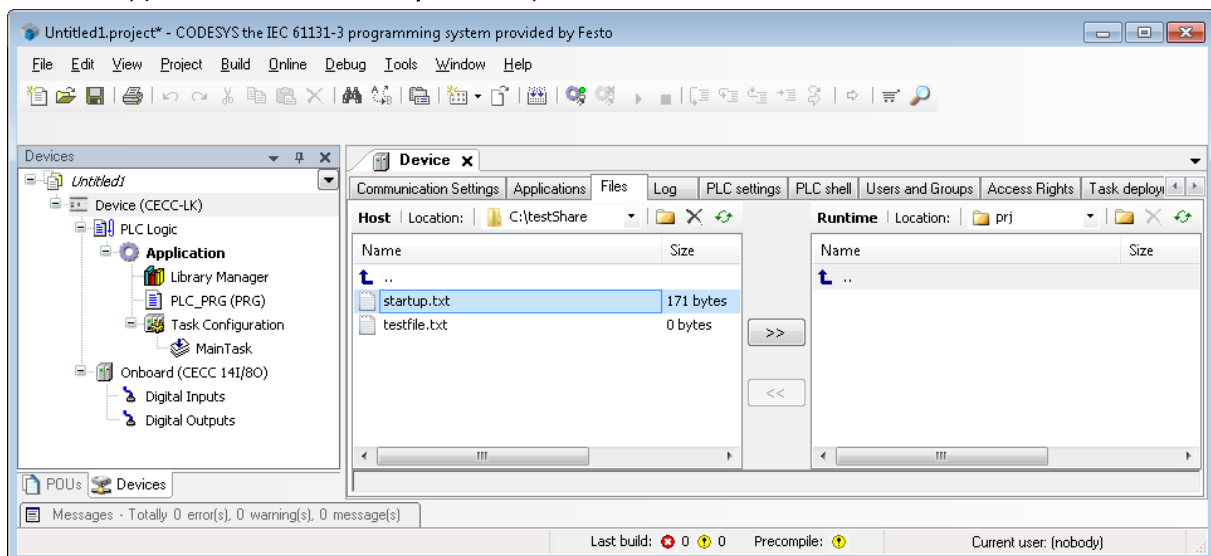 Untitled1.project* - CODESYS the IEC 61131-3 programming system provided by Festo
File Edit View Project Build Online Debug Tools Window Help
Devices
Untitled1
Device (CECC-LK)
PLC Logic
Application
Library Manager
PLC_PRG (PRG)
Task Configuration
MainTask
Onboard (CECC 14I/8O)
Digital Inputs
Digital Outputs
POUs Devices
Device
Communication Settings Applications Files Log PLC settings PLC shell Users and Groups Access Rights Task deploy
Host Location: C:\testShare
Name Size
..
startup.txt 171 bytes
testfile.txt 0 bytes
>>
<<
Runtime Location: prj
Name Size
..
Messages - Totally 0 error(s), 0 warning(s), 0 message(s)
Last build: 0 0 Precompile: Current user: (nobody)